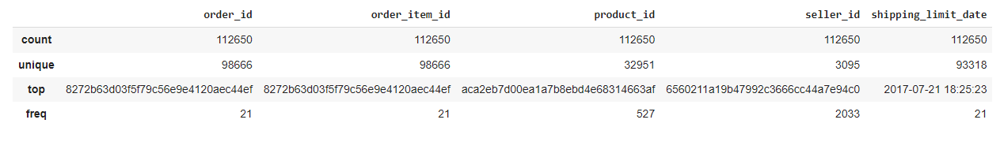 order_id order_item_id product_id seller_id shipping_limit_date
count 112650 112650 112650 112650 112650
unique 98666 98666 32951 3095 93318
top 8272b63d03f5f79c56e9e4120aec44ef 8272b63d03f5f79c56e9e4120aec44ef aca2eb7d00ea1a7b8ebd4e68314663af 6560211a19b47992c3666cc44a7e94c0 2017-07-21 18:25:23
freq 21 21 527 2033 21